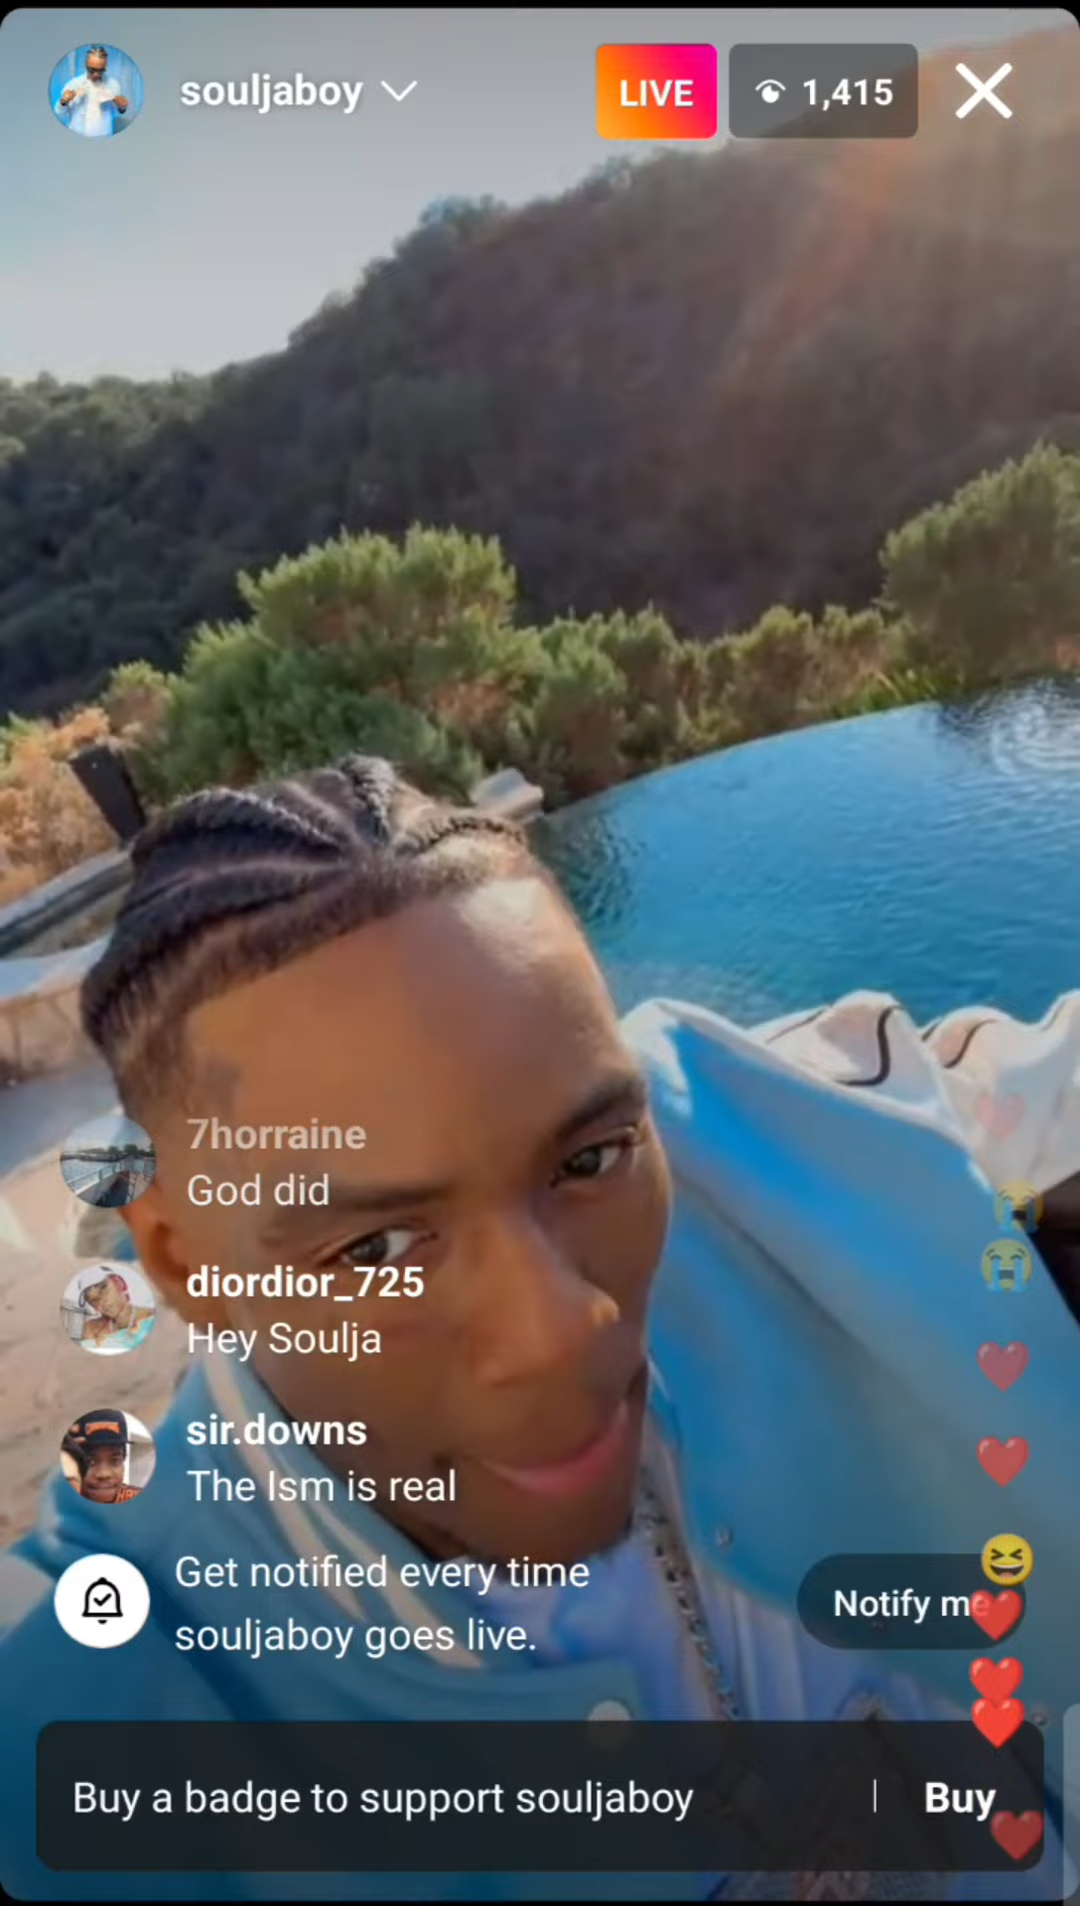 souljaboy
LIVE
1,415
7horraine
God did
diordior_725
Hey Soulja
sir.downs
The Ism is real
Get notified every time
souljaboy goes live.
Notify me
Buy a badge to support souljaboy
Buy